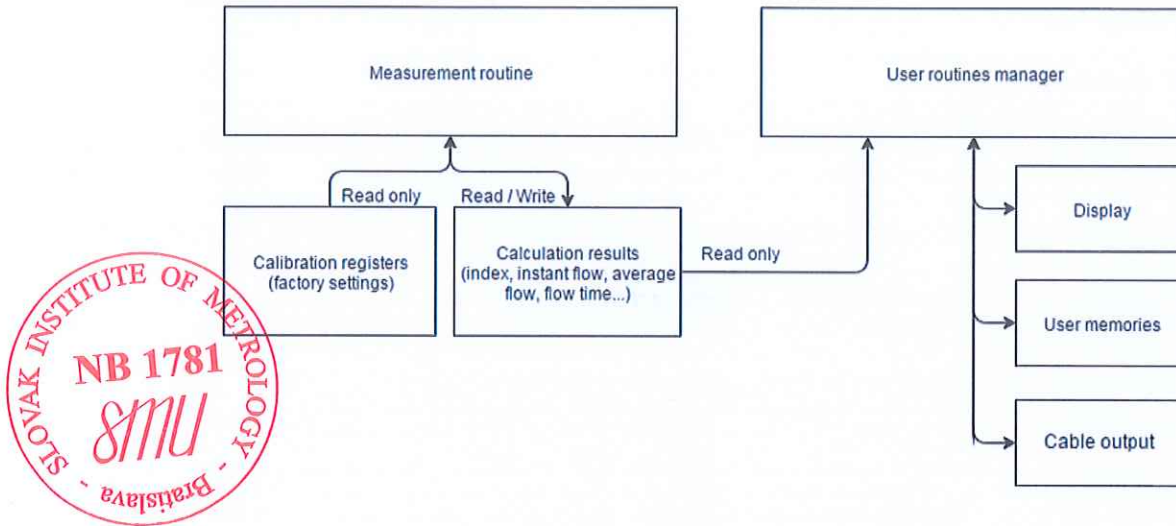 Measurement routine
User routines manager
Read only
Read / Write
Calibration registers
(factory settings)
Calculation results
(index, instant flow, average
flow, flow time...)
Read only
Display
User memories
Cable output
SLOVAK INSTITUTE OF METROLOGY - Bratislava -
NB 1781
smu